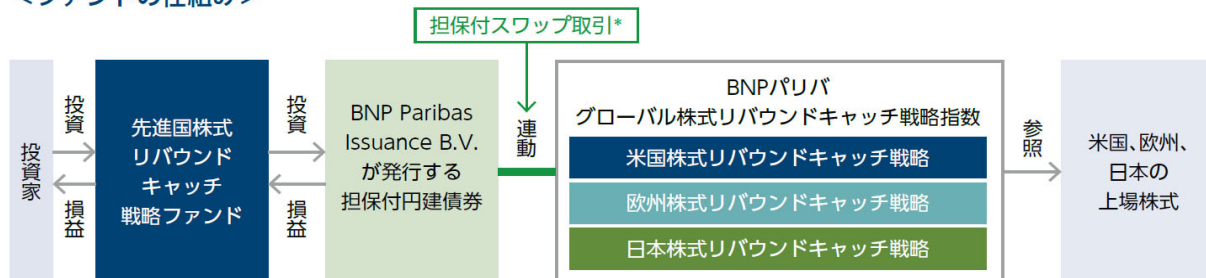 担保付スワップ取引*
投資家
投資
損益
先進国株式
リバウンド
キャッチ
戦略ファンド
投資
損益
BNP Paribas
Issuance B.V.
が発行する
担保付円建債券
連動
BNPパリバ
グローバル株式リバウンドキャッチ戦略指数
米国株式リバウンドキャッチ戦略
欧州株式リバウンドキャッチ戦略
日本株式リバウンドキャッチ戦略
参照
米国、欧州、
日本の
上場株式